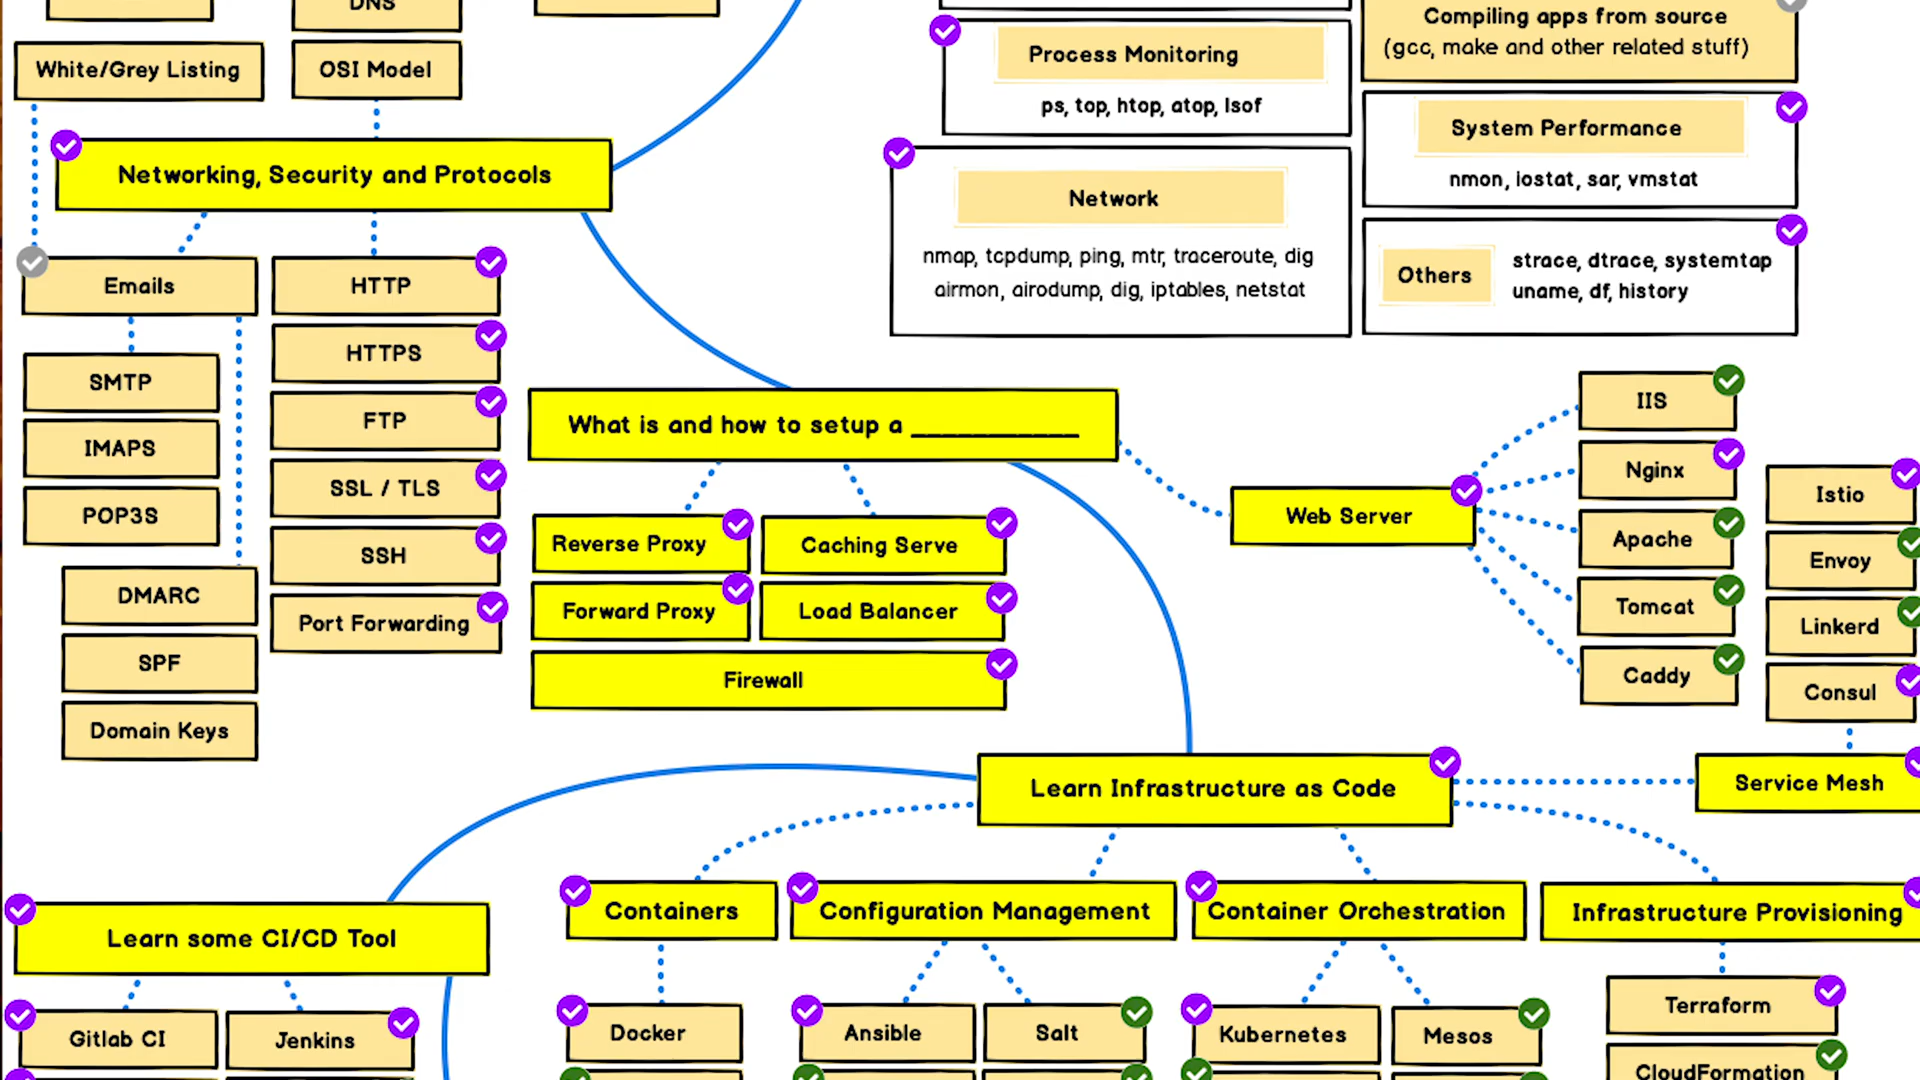 DNS
White/Grey Listing
OSI Model
Networking, Security and Protocols
Emails
SMTP
IMAPS
POP3S
DMARC
SPF
Domain Keys
HTTP
HTTPS
FTP
SSL / TLS
SSH
Port Forwarding
Process Monitoring
ps, top, htop, atop, lsof
Network
nmap, tcpdump, ping, mtr, traceroute, dig
airmon, airodump, dig, iptables, netstat
Compiling apps from source
(gcc, make and other related stuff)
System Performance
nmon, iostat, sar, vmstat
Others
strace, dtrace, systemtap
uname, df, history
What is and how to setup a ____________
Reverse Proxy
Caching Serve
Forward Proxy
Load Balancer
Firewall
Web Server
IIS
Nginx
Apache
Tomcat
Caddy
Istio
Envoy
Linkerd
Consul
Service Mesh
Learn Infrastructure as Code
Containers
Configuration Management
Container Orchestration
Infrastructure Provisioning
Docker
Ansible
Salt
Kubernetes
Mesos
Terraform
CloudFormation
Learn some CI/CD Tool
Gitlab CI
Jenkins